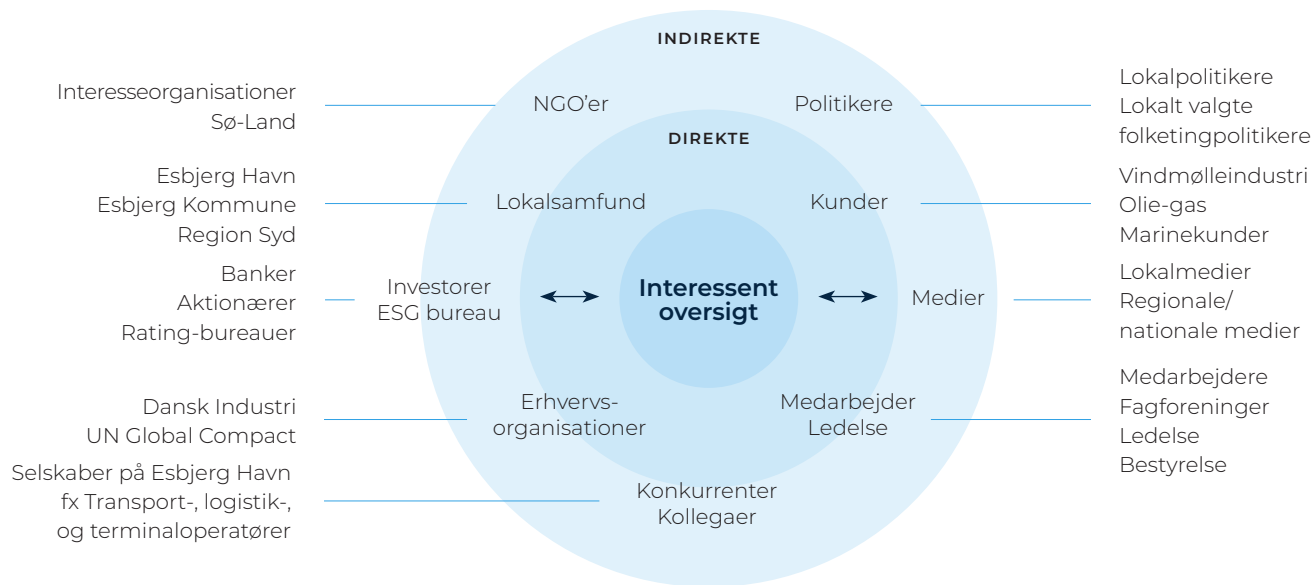 INDIREKTE
Interesseorganisationer
Sø-Land
NGO’er
Politikere
Lokalpolitikere
Lokalt valgte
folketingpolitikere
DIREKTE
Esbjerg Havn
Esbjerg Kommune
Region Syd
Lokalsamfund
Kunder
Vindmølleindustri
Olie-gas
Marinekunder
Banker
Aktionærer
Rating-bureauer
Investorer
ESG bureau
Interessent
oversigt
Medier
Lokalmedier
Regionale/
nationale medier
Dansk Industri
UN Global Compact
Erhvervs-
organisationer
Medarbejder
Ledelse
Medarbejdere
Fagforeninger
Ledelse
Bestyrelse
Selskaber på Esbjerg Havn
fx Transport-, logistik-,
og terminaloperatører
Konkurrenter
Kollegaer